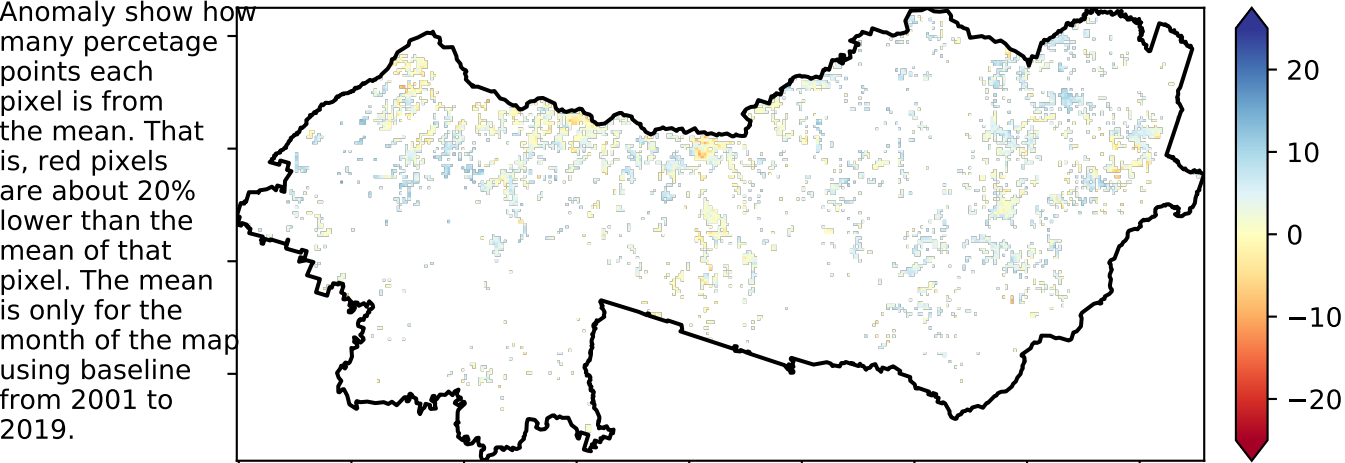 Anomaly show how
many percetage
points each
pixel is from
the mean. That
is, red pixels
are about 20%
lower than the
mean of that
pixel. The mean
is only for the
month of the map
using baseline
from 2001 to
2019.
20
10
0
−10
−20